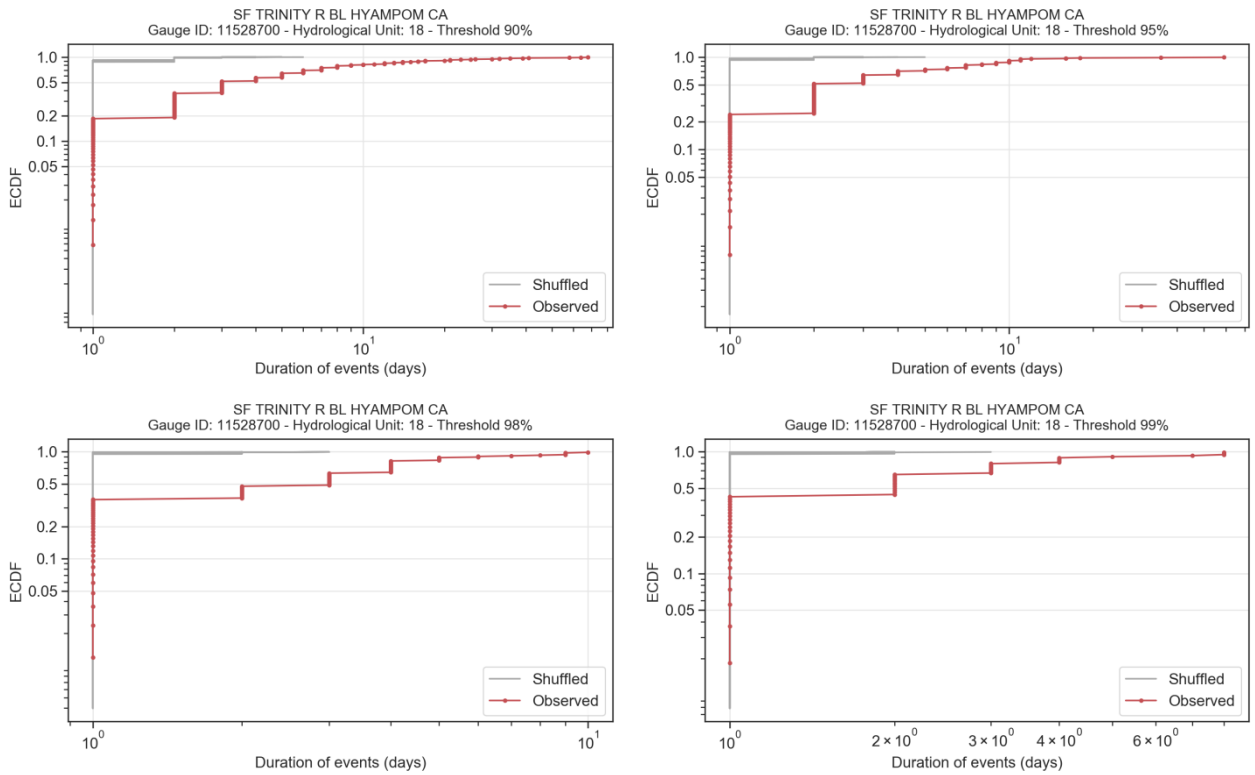 SF TRINITY R BL HYAMPOM CA
Gauge ID: 11528700 - Hydrological Unit: 18 - Threshold 90%
1.0
0.5
0.2
0.1
0.05
ECDF
Shuffled
Observed
10⁰
10¹
Duration of events (days)
SF TRINITY R BL HYAMPOM CA
Gauge ID: 11528700 - Hydrological Unit: 18 - Threshold 95%
1.0
0.5
0.2
0.1
0.05
ECDF
Shuffled
Observed
10⁰
10¹
Duration of events (days)
SF TRINITY R BL HYAMPOM CA
Gauge ID: 11528700 - Hydrological Unit: 18 - Threshold 98%
1.0
0.5
0.2
0.1
0.05
ECDF
Shuffled
Observed
10⁰
10¹
Duration of events (days)
SF TRINITY R BL HYAMPOM CA
Gauge ID: 11528700 - Hydrological Unit: 18 - Threshold 99%
1.0
0.5
0.1
0.05
ECDF
Shuffled
Observed
10⁰
2 × 10⁰
3 × 10⁰
4 × 10⁰
6 × 10⁰
Duration of events (days)